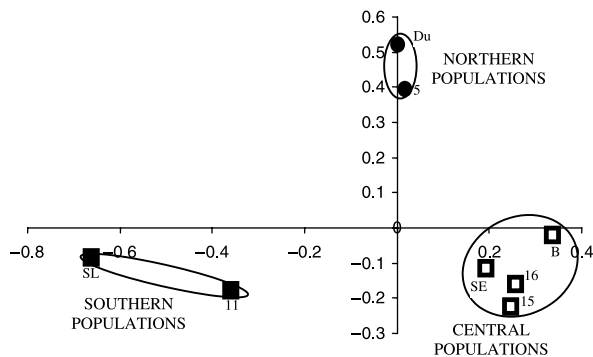 0.6
Du
0.5
NORTHERN
POPULATIONS
0.4
5
0.3
0.2
0.1
0
−0.8
−0.6
−0.4
−0.2
0
0.2
0.4
B
−0.1
SL
SE
16
−0.2
11
15
SOUTHERN
POPULATIONS
−0.3
CENTRAL
POPULATIONS